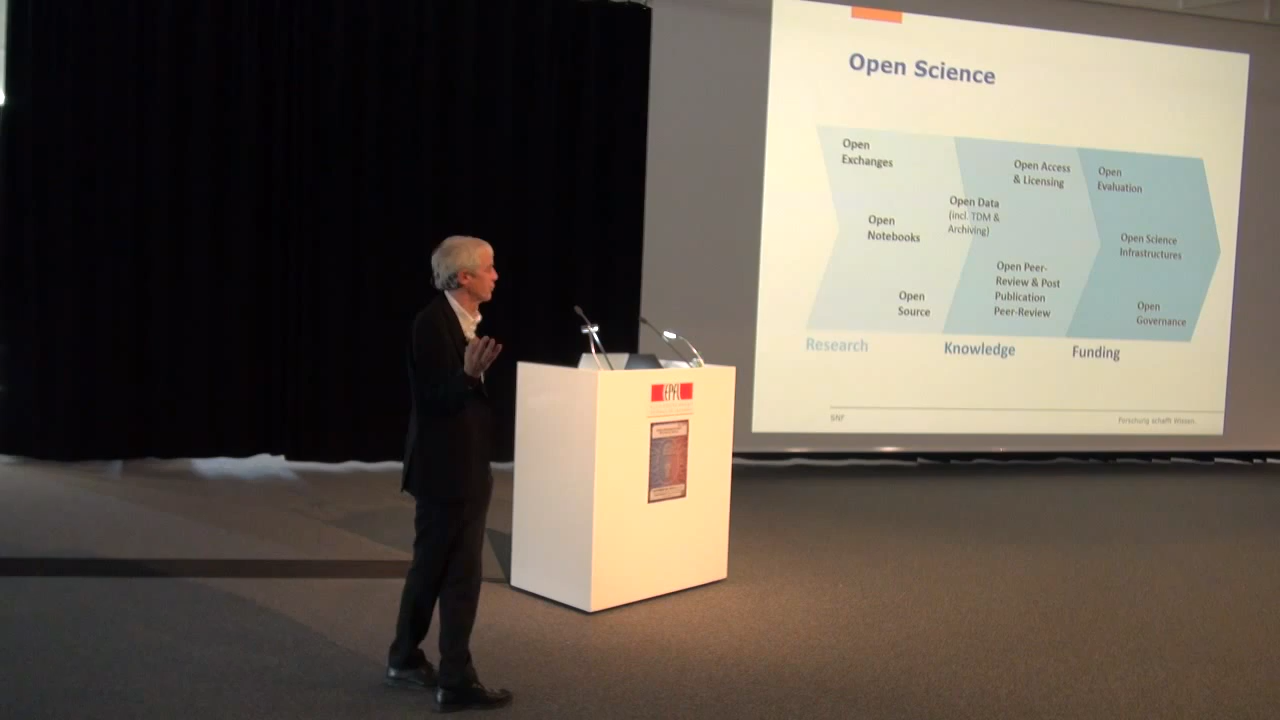 Open Science
Open
Exchanges
Open
Notebooks
Open
Source
Open Data
(incl. TDM &
Archiving)
Open Access
& Licensing
Open Peer-
Review & Post
Publication
Peer-Review
Open
Evaluation
Open Science
Infrastructures
Open
Governance
Research
Knowledge
Funding
SNF
Forschung schafft Wissen.
EPFL